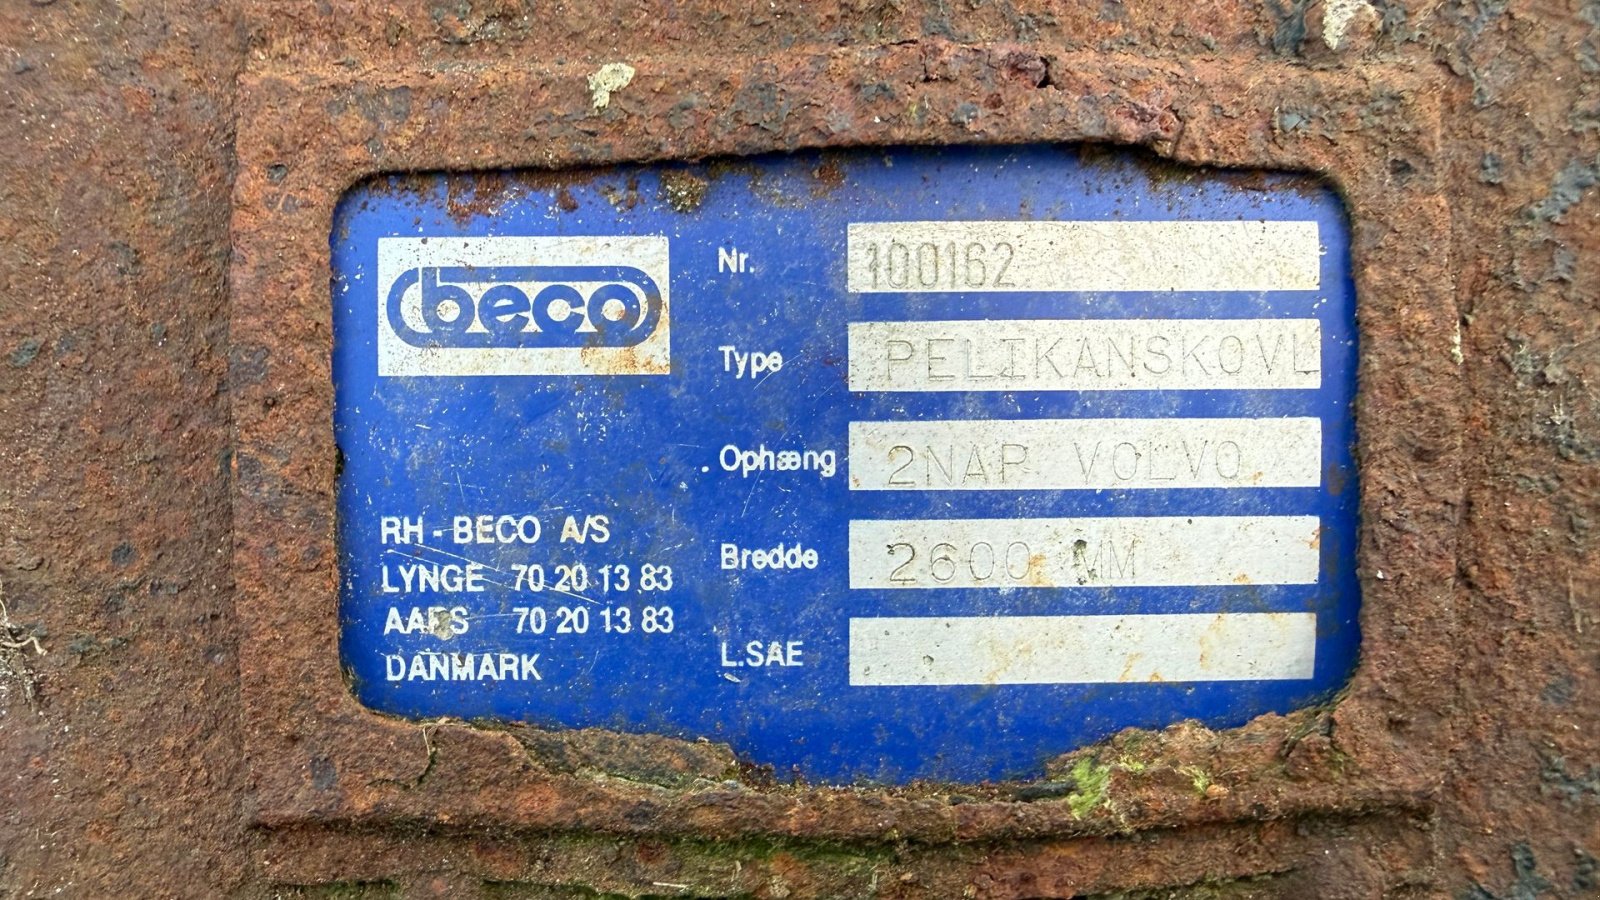 beco
Nr. 100162
Type PELIKANSKOVL
Ophæng 2NAP VOLVO
Bredde 2600 MM
L.SAE
RH - BECO A/S
LYNGE 70 20 13 83
AARS 70 20 13 83
DANMARK